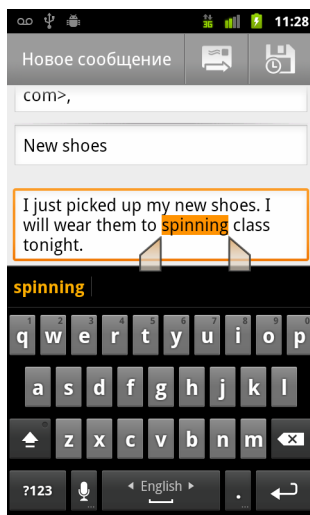 3G 11:28
Новое сообщение
com>,
New shoes
I just picked up my new shoes. I
will wear them to spinning class
tonight.
spinning
1 2 3 4 5 6 7 8 9 0
q w e r t y u i o p
a s d f g h j k l
z x c v b n m
?123 English . ...